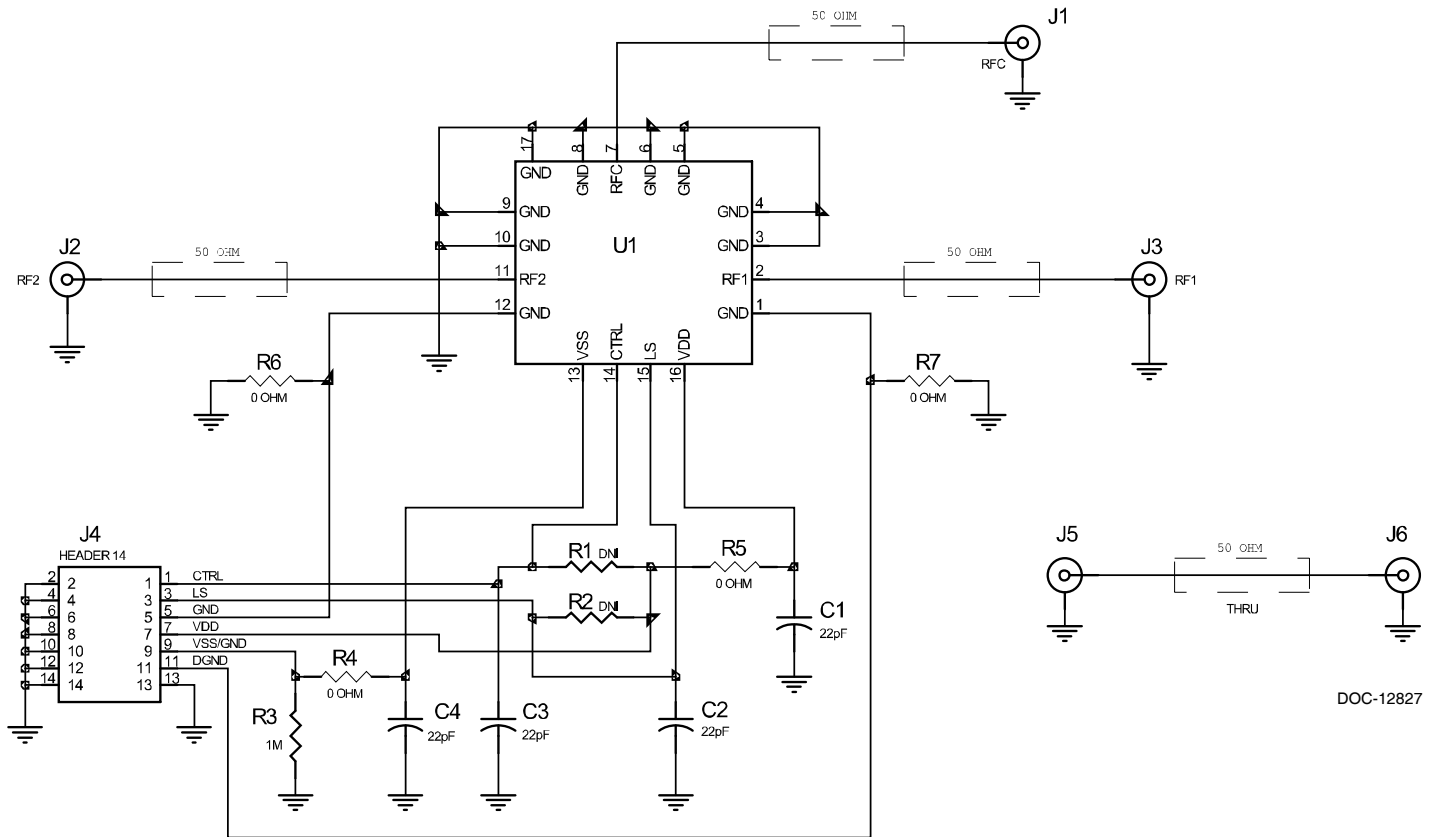 50 OHM
J1
RFC
17
8
7
6
5
GND
GND
RFC
GND
GND
9
GND
GND
4
10
GND
U1
GND
3
J2
RF2
50 OHM
11
RF2
RF1
2
50 OHM
J3
RF1
12
GND
GND
1
VSS
CTRL
LS
VDD
13
14
15
16
R6
0 OHM
R7
0 OHM
J4
HEADER 14
2
2
1
1
CTRL
4
4
3
3
LS
6
6
5
5
GND
8
8
7
7
VDD
10
10
9
9
VSS/GND
12
12
11
11
DGND
14
14
13
13
R1 DNI
R5
0 OHM
R2 DNI
C1
22pF
R4
0 OHM
R3
1M
C4
22pF
C3
22pF
C2
22pF
J5
50 OHM
J6
THRU
DOC-12827